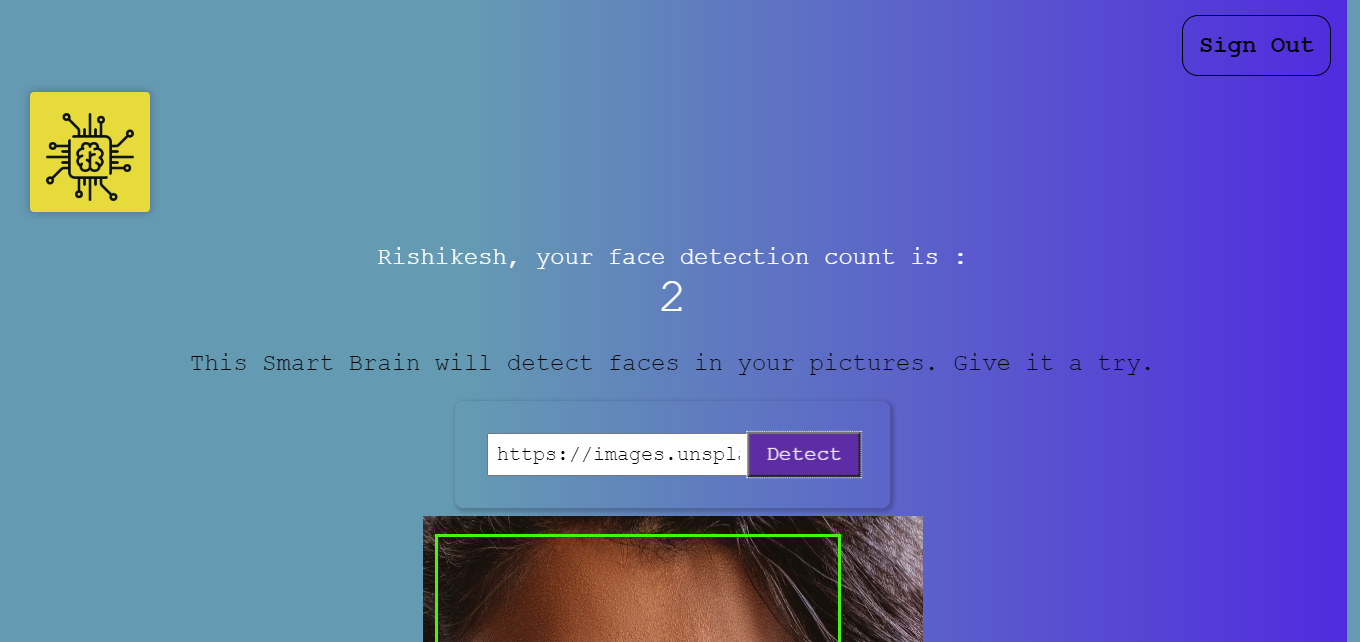 Sign Out
Rishikesh, your face detection count is :
2
This Smart Brain will detect faces in your pictures. Give it a try.
https://images.unspl
Detect